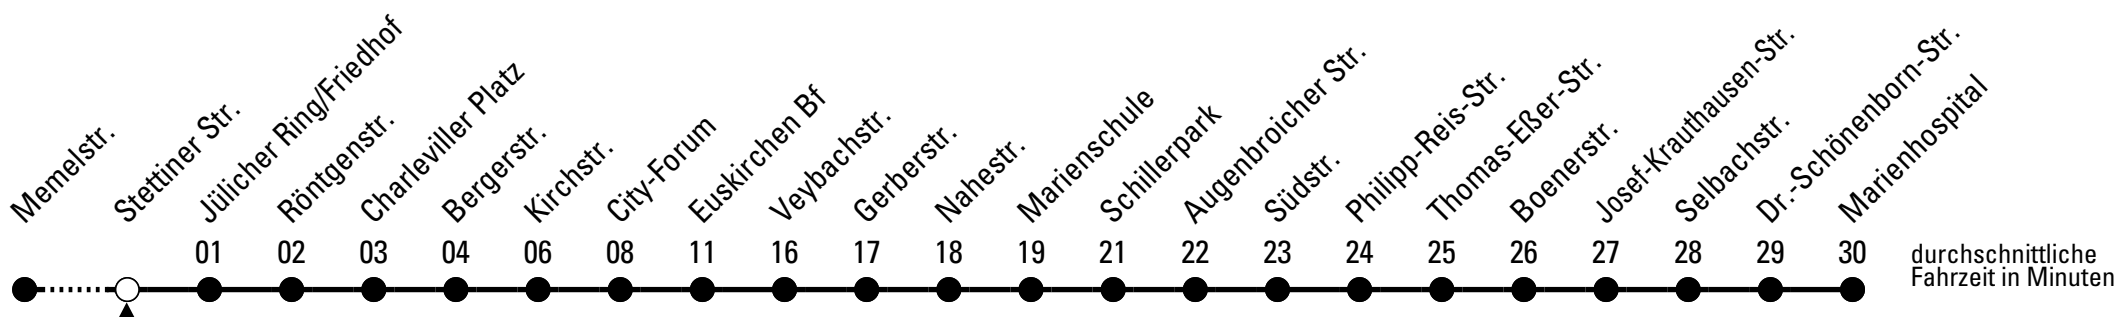 Memelstr.
Stettiner Str.
Jülicher Ring/Friedhof
Röntgenstr.
Charleviller Platz
Bergerstr.
Kirchstr.
City-Forum
Euskirchen Bf
Veybachstr.
Gerberstr.
Nahestr.
Marienschule
Schillerpark
Augenbroicher Str.
Südstr.
Philipp-Reis-Str.
Thomas-Eßer-Str.
Boenerstr.
Josef-Krauthausen-Str.
Selbachstr.
Dr.-Schönenborn-Str.
Marienhospital
01 02 03 04 06 08 11 16 17 18 19 21 22 23 24 25 26 27 28 29 30
durchschnittliche
Fahrzeit in Minuten